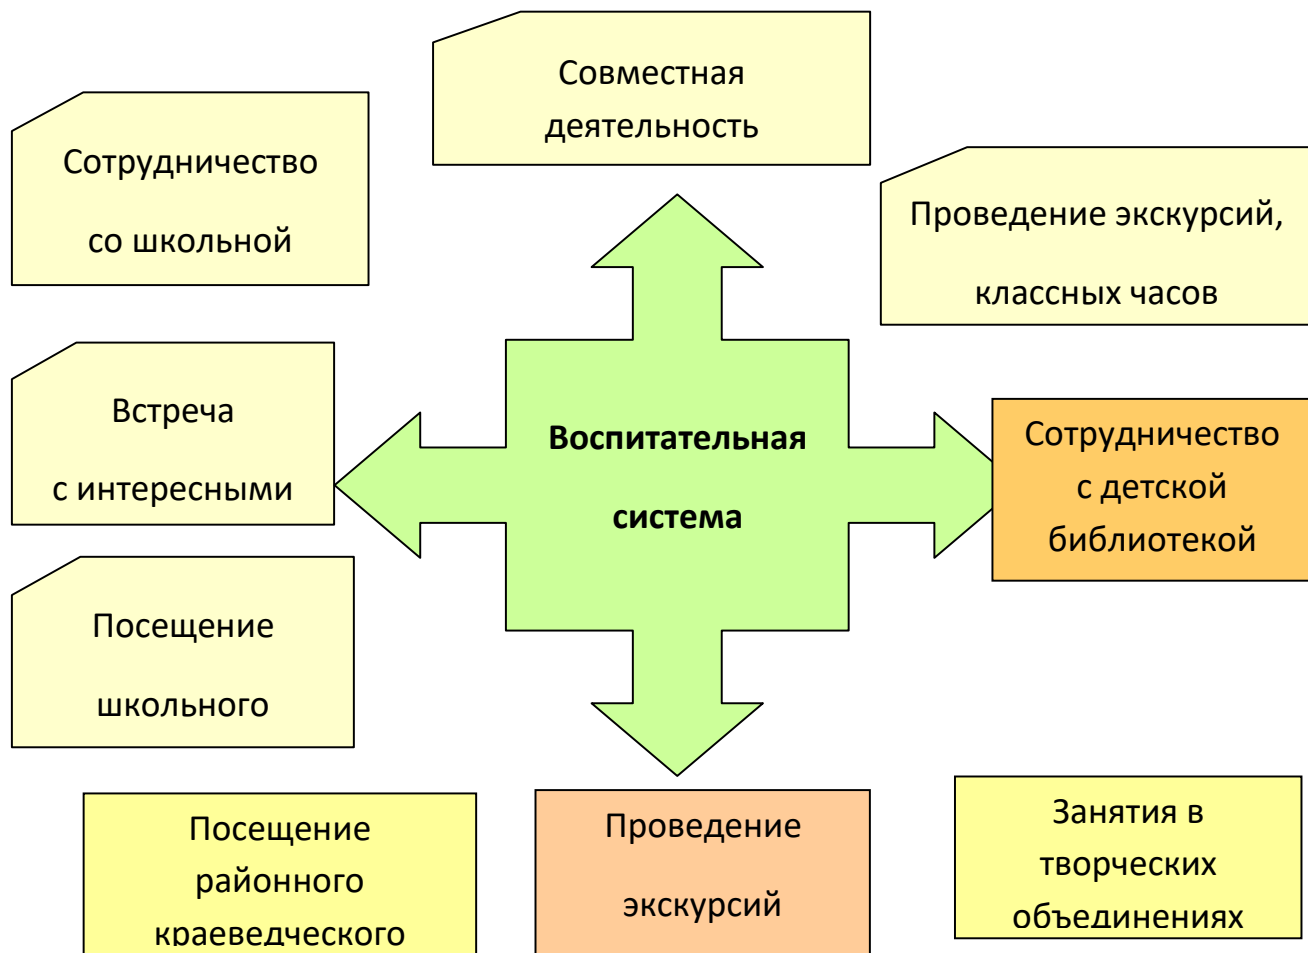 Совместная
деятельность
Сотрудничество
со школьной
Проведение экскурсий,
классных часов
Встреча
с интересными
Воспитательная
система
Сотрудничество
с детской
библиотекой
Посещение
школьного
Посещение
районного
краеведческого
Проведение
экскурсий
Занятия в
творческих
объединениях